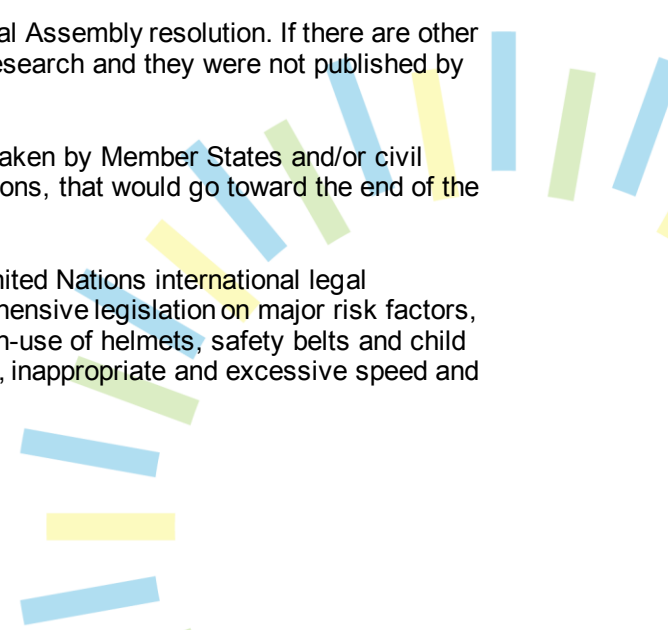 al Assembly resolution. If there are other
esearch and they were not published by
aken by Member States and/or civil
ions, that would go toward the end of the
nited Nations international legal
hensive legislation on major risk factors,
n-use of helmets, safety belts and child
, inappropriate and excessive speed and